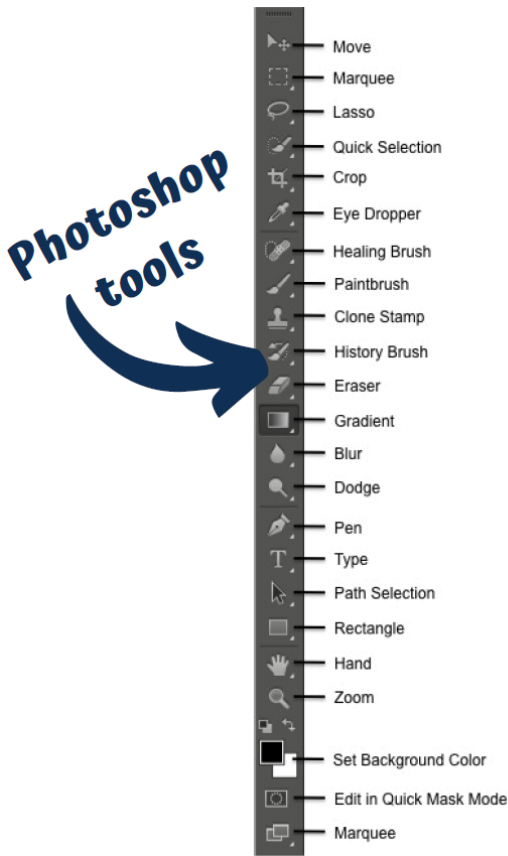 Photoshop
tools
Move
Marquee
Lasso
Quick Selection
Crop
Eye Dropper
Healing Brush
Paintbrush
Clone Stamp
History Brush
Eraser
Gradient
Blur
Dodge
Pen
Type
Path Selection
Rectangle
Hand
Zoom
Set Background Color
Edit in Quick Mask Mode
Marquee